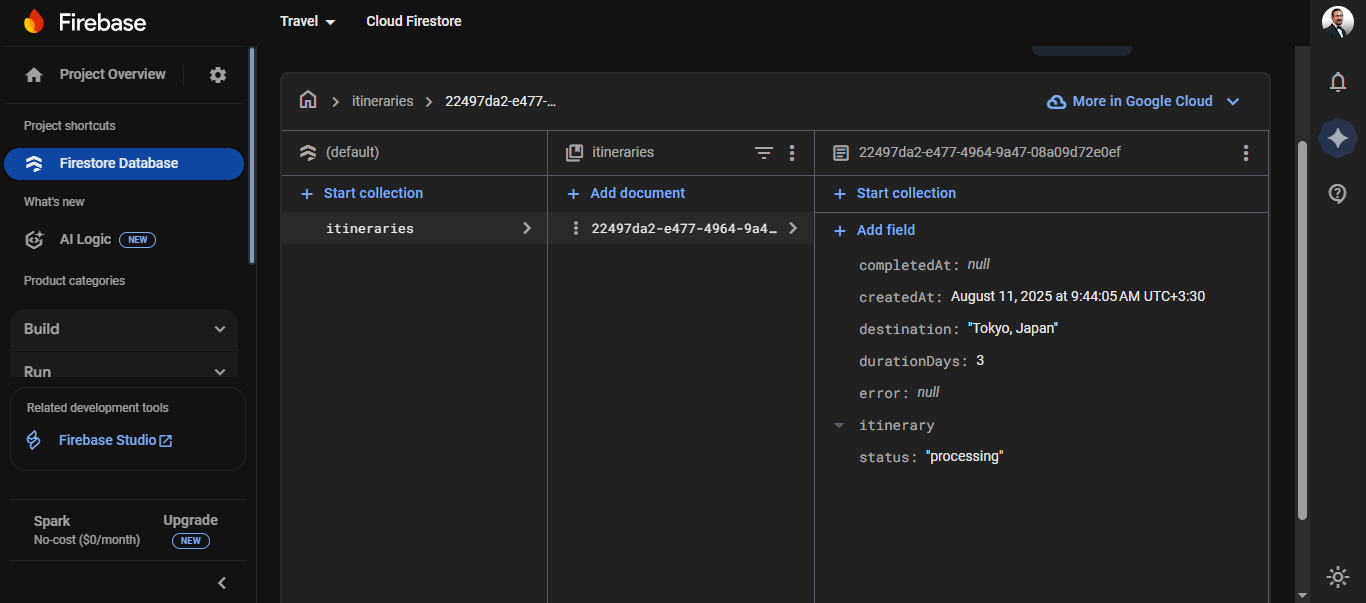 Firebase
Travel
Cloud Firestore
Project Overview
Project shortcuts
Firestore Database
What's new
AI Logic NEW
Product categories
Build
Run
Related development tools
Firebase Studio
Spark
No-cost ($0/month)
Upgrade
NEW
itineraries
22497da2-e477-…
More in Google Cloud
(default)
Start collection
itineraries
itineraries
Add document
22497da2-e477-4964-9a4…
22497da2-e477-4964-9a47-08a09d72e0ef
Start collection
Add field
completedAt: null
createdAt: August 11, 2025 at 9:44:05 AM UTC+3:30
destination: "Tokyo, Japan"
durationDays: 3
error: null
itinerary
status: "processing"